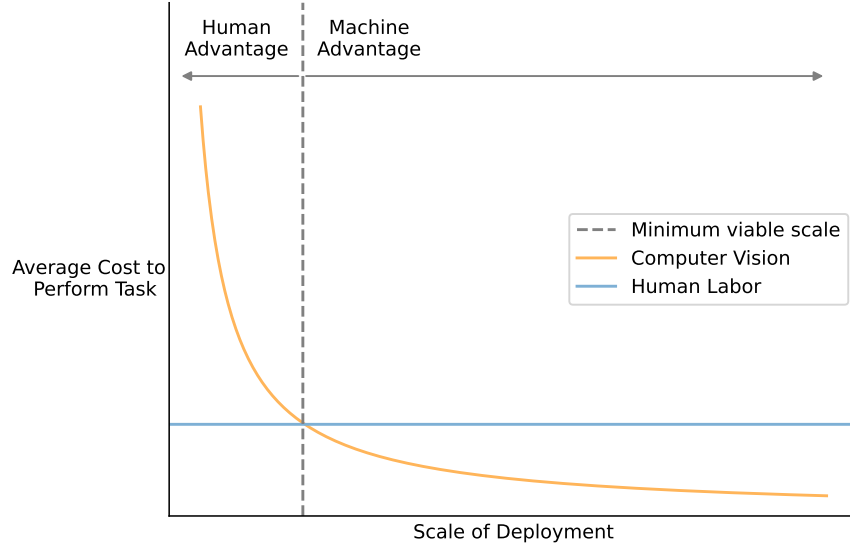 Human
Advantage
Machine
Advantage
Average Cost to
Perform Task
Minimum viable scale
Computer Vision
Human Labor
Scale of Deployment